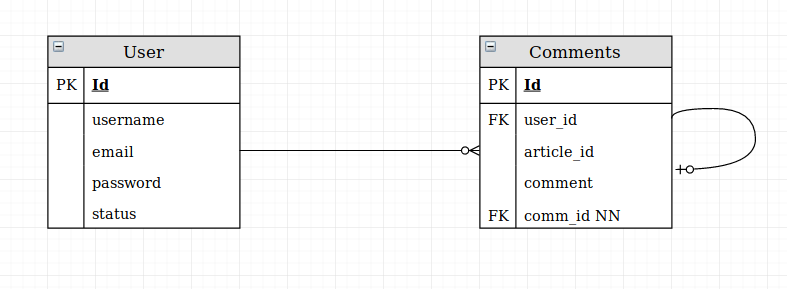 User
PK Id
username
email
password
status
Comments
PK Id
FK user_id
article_id
comment
FK comm_id NN